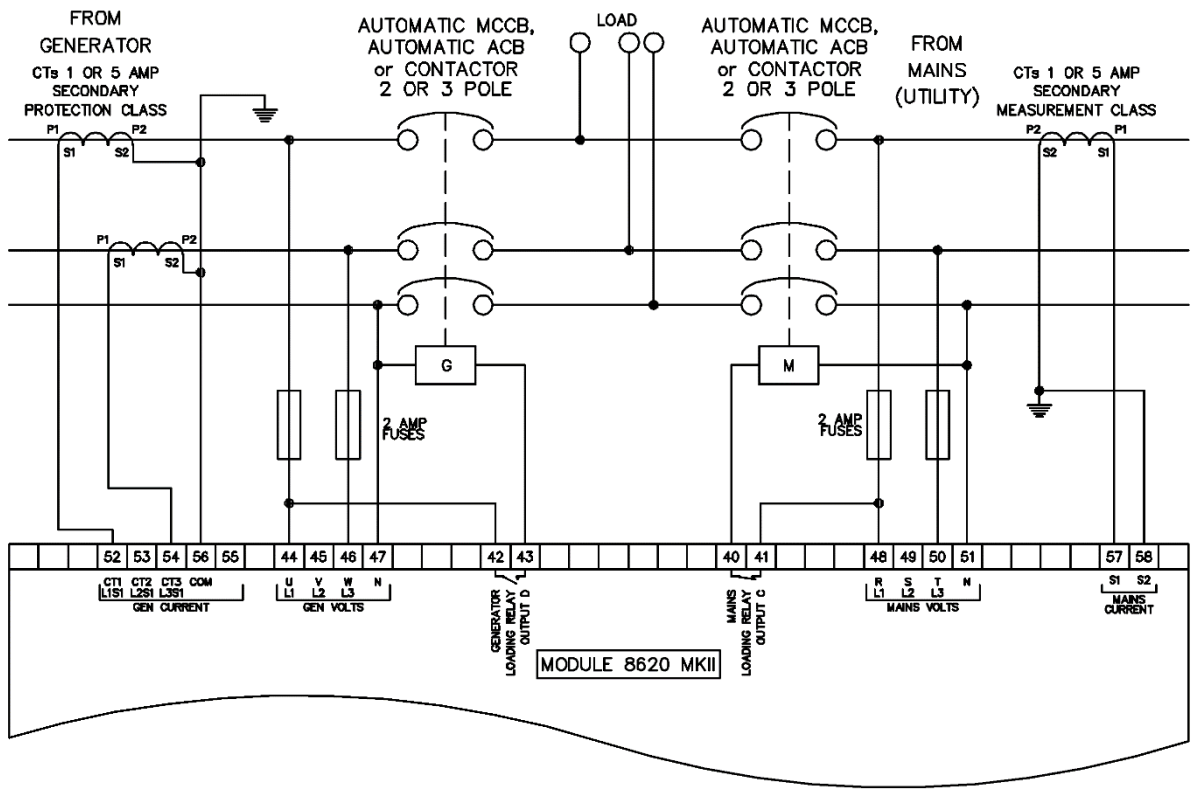 FROM
GENERATOR
CTs 1 OR 5 AMP
SECONDARY
PROTECTION CLASS
AUTOMATIC MCCB,
AUTOMATIC ACB
or CONTACTOR
2 OR 3 POLE
LOAD
AUTOMATIC MCCB,
AUTOMATIC ACB
or CONTACTOR
2 OR 3 POLE
FROM
MAINS
(UTILITY)
CTs 1 OR 5 AMP
SECONDARY
MEASUREMENT CLASS
P1 P2
S1 S2
P2 P1
S2 S1
P1 P2
S1 S2
G
M
2 AMP
FUSES
2 AMP
FUSES
52 53 54 56 55 44 45 46 47 42 43 40 41 48 49 50 51 57 58
CT1 CT2 CT3 COM
L1S1 L2S1 L3S1
GEN CURRENT
U V W N
L1 L2 L3
GEN VOLTS
GENERATOR
LOADING RELAY
OUTPUT D
MAINS
LOADING RELAY
OUTPUT C
R S T N
L1 L2 L3
MAINS VOLTS
S1 S2
MAINS
CURRENT
MODULE 8620 MKII